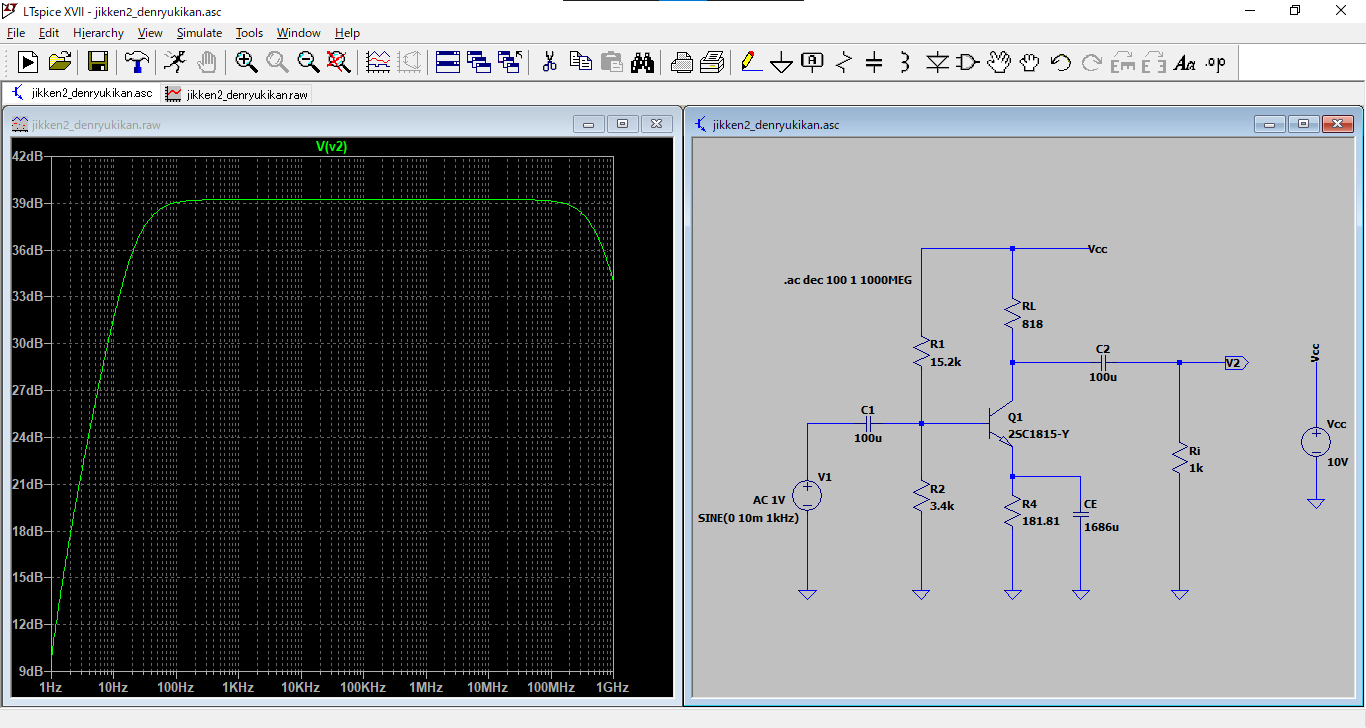 LTspice XVII - jikken2_denryukikan.asc
File Edit Hierarchy View Simulate Tools Window Help
A
Aa .op
jikken2_denryukikan.asc
jikken2_denryukikan.raw
jikken2_denryukikan.raw
V(v2)
42dB
39dB
36dB
33dB
30dB
27dB
24dB
21dB
18dB
15dB
12dB
9dB
1Hz 10Hz 100Hz 1KHz 10KHz 100KHz 1MHz 10MHz 100MHz 1GHz
jikken2_denryukikan.asc
Vcc
.ac dec 100 1 1000MEG
RL
818
R1
15.2k
C2
100u
V2
Vcc
C1
100u
Q1
2SC1815-Y
Vcc
10V
Ri
1k
V1
AC 1V
SINE(0 10m 1kHz)
R2
3.4k
R4
181.81
CE
1686u